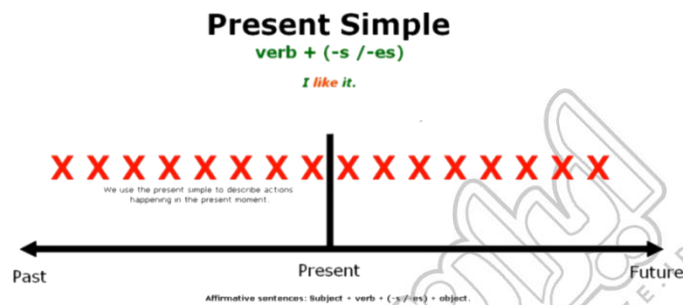 Present Simple
verb + (-s /-es)
I like it.
X X X X X X X X X X X X X X X X
We use the present simple to describe actions
happening in the present moment.
Past
Present
Future
Affirmative sentences: Subject + verb + (-s /-es) + object.